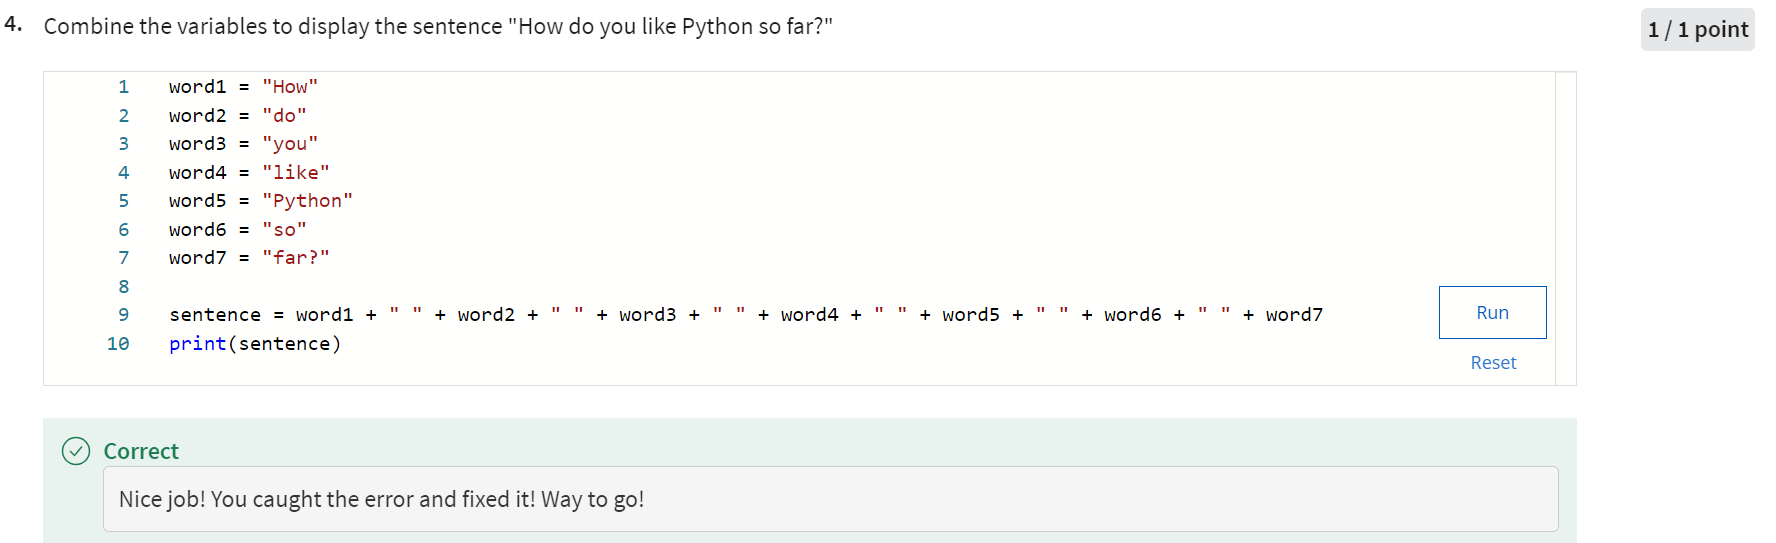 4. Combine the variables to display the sentence "How do you like Python so far?"
1 / 1 point
1 word1 = "How"
2 word2 = "do"
3 word3 = "you"
4 word4 = "like"
5 word5 = "Python"
6 word6 = "so"
7 word7 = "far?"
8
9 sentence = word1 + " " + word2 + " " + word3 + " " + word4 + " " + word5 + " " + word6 + " " + word7
10 print(sentence)
Run
Reset
Correct
Nice job! You caught the error and fixed it! Way to go!